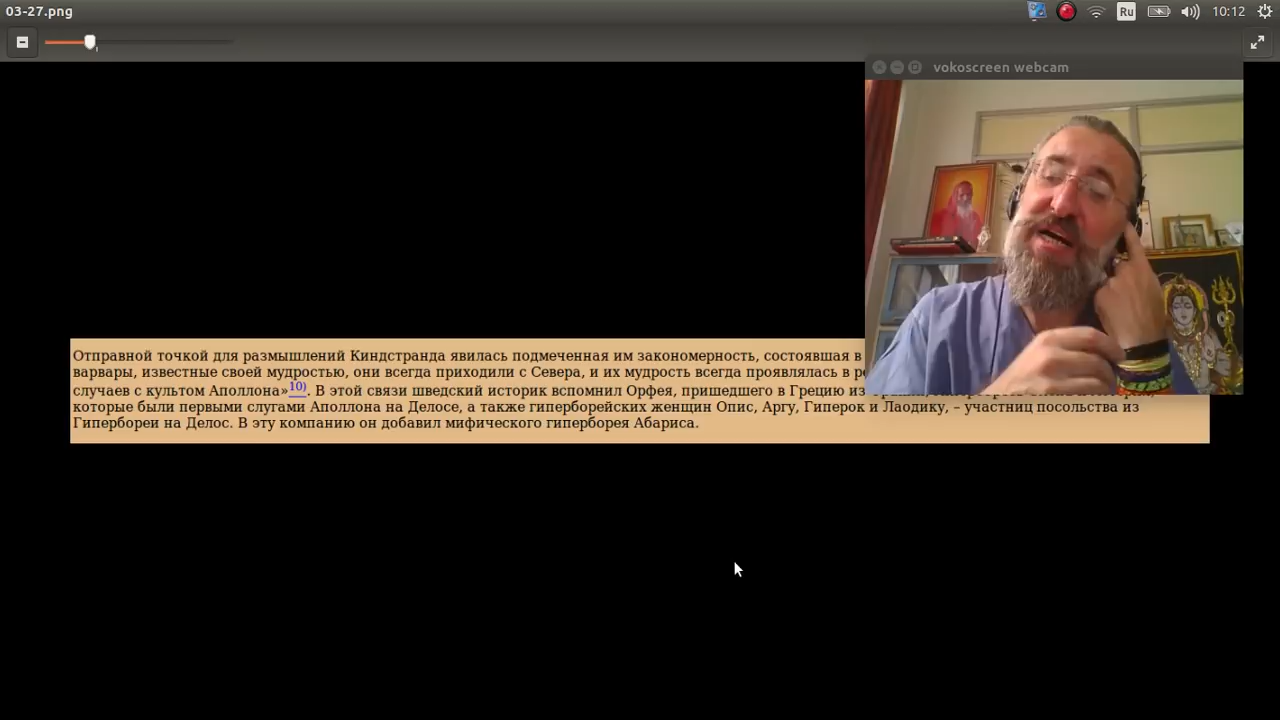 03-27.png
Ru
10:12
vokoscreen webcam
Отправной точкой для размышлений Киндстранда явилась подмеченная им закономерность, состоявшая в
варвары, известные своей мудростью, они всегда приходили с Севера, и их мудрость всегда проявлялась в
случаев с культом Аполлона»10). В этой связи шведский историк вспомнил Орфея, пришедшего в Грецию из
которые были первыми слугами Аполлона на Делосе, а также гиперборейских женщин Опис, Аргу, Гиперок и Лаодику, – участниц посольства из
Гипербореи на Делос. В эту компанию он добавил мифического гиперборея Абариса.